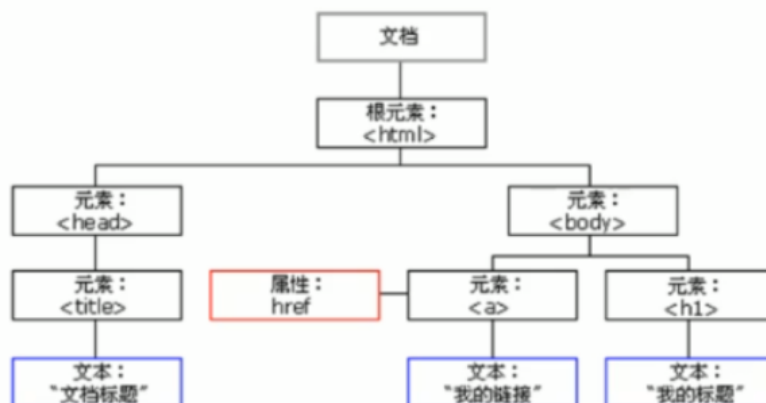 文档
根元素：
<html>
元素：
<head>
元素：
<body>
元素：
<title>
属性：
href
元素：
<a>
元素：
<h1>
文本：
"文档标题"
文本：
"我的链接"
文本：
"我的标题"